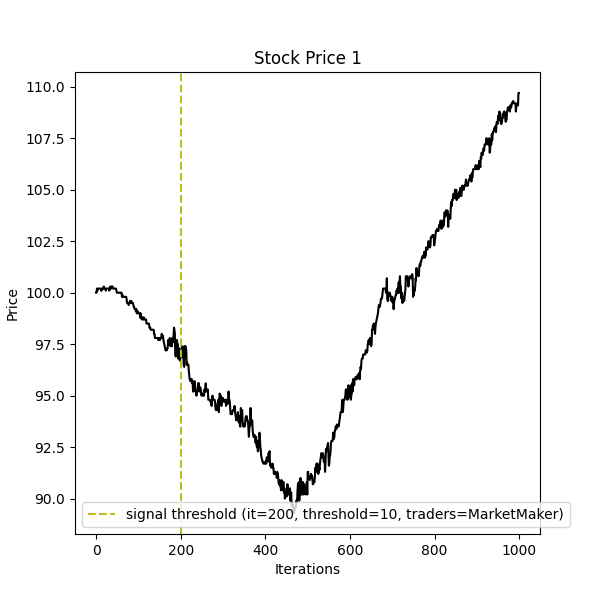 Stock Price 1
110.0
107.5
105.0
102.5
100.0
97.5
95.0
92.5
90.0
Price
signal threshold (it=200, threshold=10, traders=MarketMaker)
0 200 400 600 800 1000
Iterations